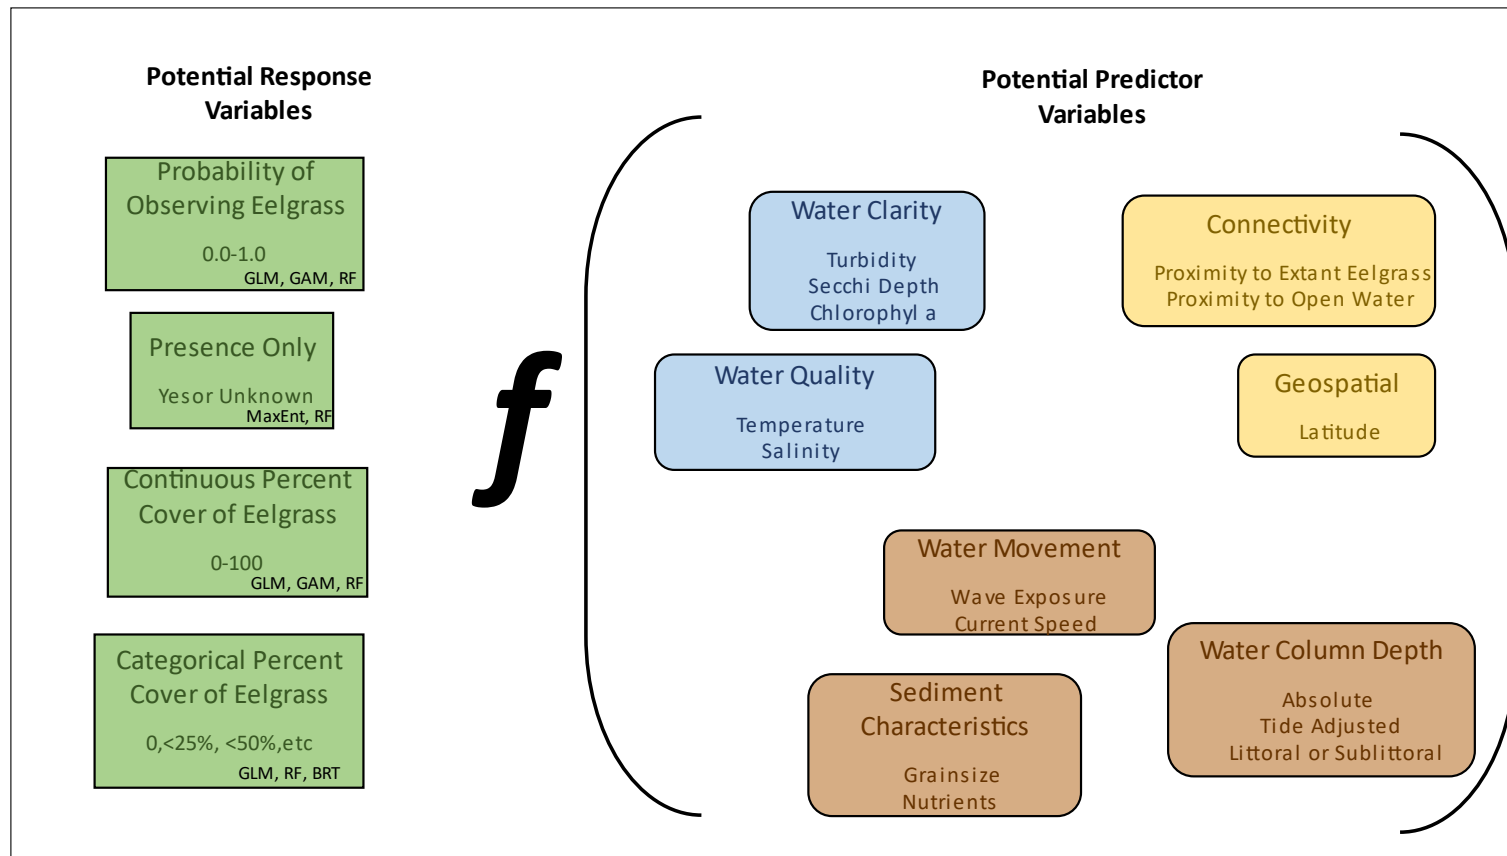 Potential Response
Variables
Probability of
Observing Eelgrass
0.0-1.0
GLM, GAM, RF
Presence Only
Yesor Unknown
MaxEnt, RF
Continuous Percent
Cover of Eelgrass
0-100
GLM, GAM, RF
Categorical Percent
Cover of Eelgrass
0,<25%, <50%,etc
GLM, RF, BRT
f
Potential Predictor
Variables
Water Clarity
Turbidity
Secchi Depth
Chlorophyl a
Connectivity
Proximity to Extant Eelgrass
Proximity to Open Water
Water Quality
Temperature
Salinity
Geospatial
Latitude
Water Movement
Wave Exposure
Current Speed
Water Column Depth
Absolute
Tide Adjusted
Littoral or Sublittoral
Sediment
Characteristics
Grainsize
Nutrients